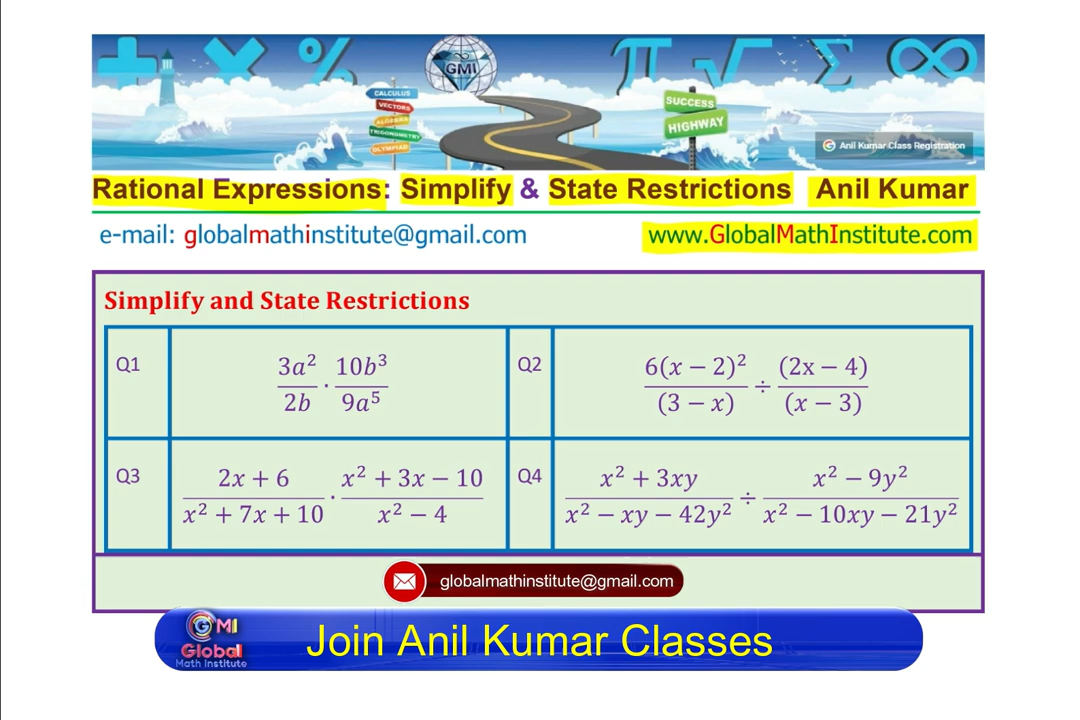 GMI
CALCULUS
VECTORS
ALGEBRA
TRIGONOMETRY
OLYMPIAD
SUCCESS
HIGHWAY
Anil Kumar Class Registration
Rational Expressions: Simplify & State Restrictions Anil Kumar
e-mail: globalmathinstitute@gmail.com www.GlobalMathInstitute.com
Simplify and State Restrictions
Q1 3a²/2b · 10b³/9a⁵
Q2 6(x − 2)²/(3 − x) ÷ (2x − 4)/(x − 3)
Q3 2x + 6/x² + 7x + 10 · x² + 3x − 10/x² − 4
Q4 x² + 3xy/x² − xy − 42y² ÷ x² − 9y²/x² − 10xy − 21y²
globalmathinstitute@gmail.com
GMI
Global
Math Institute
Join Anil Kumar Classes